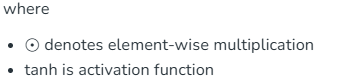 where
• ⊙ denotes element-wise multiplication
• tanh is activation function